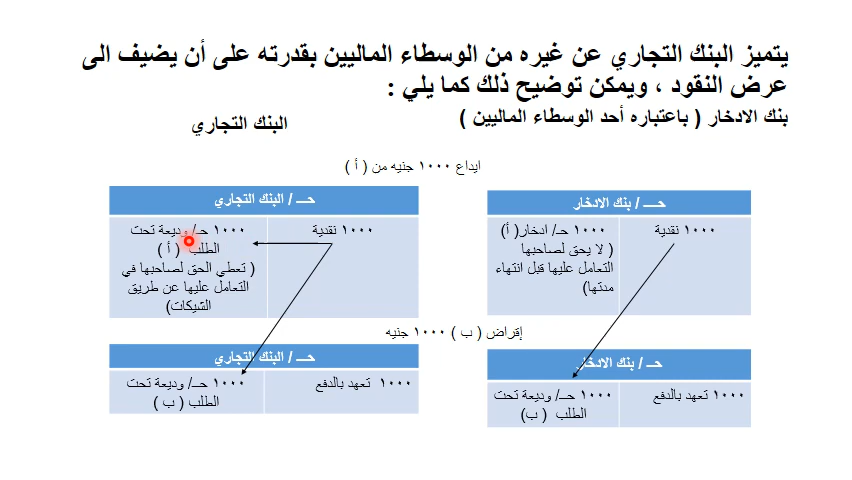 يتميز البنك التجاري عن غيره من الوسطاء الماليين بقدرته على أن يضيف الى
عرض النقود ، ويمكن توضيح ذلك كما يلي :
بنك الادخار ( باعتباره أحد الوسطاء الماليين )
البنك التجاري
ايداع ١٠٠٠ جنيه من ( أ )
حـــ / بنك الادخار
١٠٠٠ نقدية
١٠٠٠ حـ/ ادخار( أ)
( لا يحق لصاحبها
التعامل عليها قبل انتهاء
مدتها)
حـــ / البنك التجاري
١٠٠٠ نقدية
١٠٠٠ حـ/ وديعة تحت
الطلب ( أ )
( تعطي الحق لصاحبها في
التعامل عليها عن طريق
الشيكات)
إقراض ( ب ) ١٠٠٠ جنيه
حـــ / بنك الادخار
١٠٠٠ تعهد بالدفع
١٠٠٠ حــ/ وديعة تحت
الطلب ( ب)
حـــ / البنك التجاري
١٠٠٠ تعهد بالدفع
١٠٠٠ حــ/ وديعة تحت
الطلب ( ب )